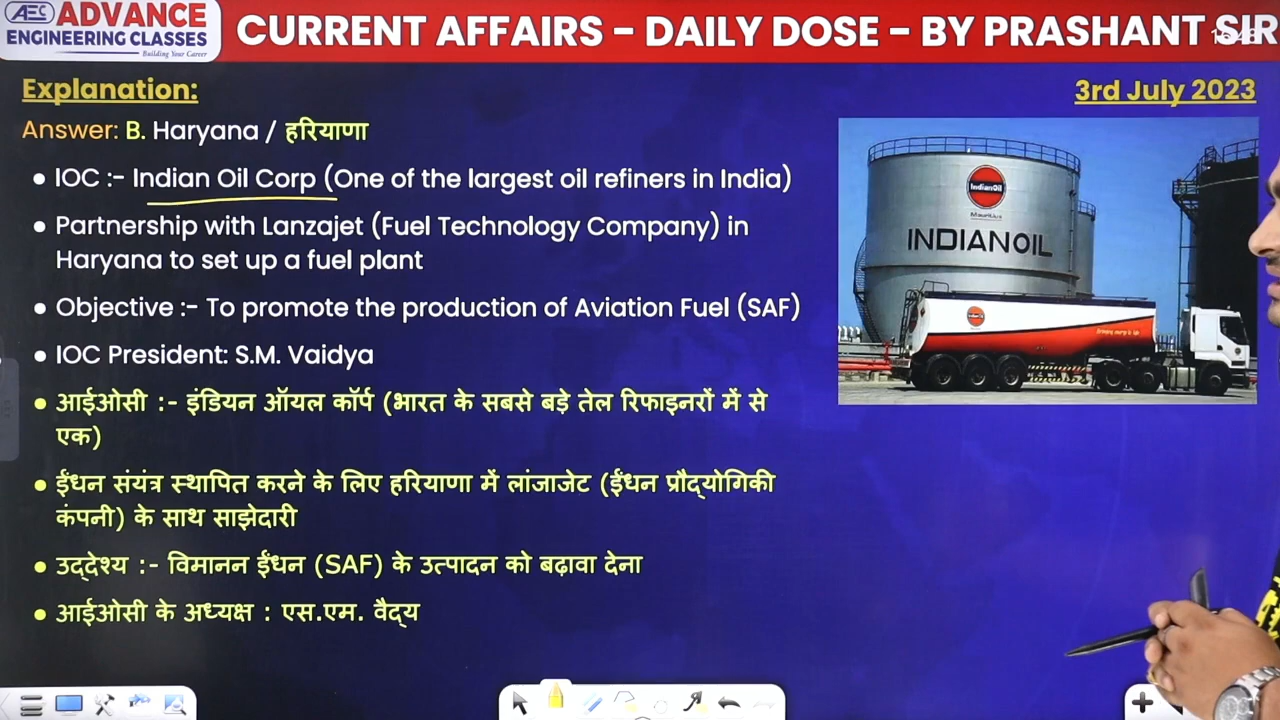 AEC ADVANCE
ENGINEERING CLASSES
Building Your Career
CURRENT AFFAIRS – DAILY DOSE – BY PRASHANT SIR
Explanation:
3rd July 2023
Answer: B. Haryana / हरियाणा
• IOC :- Indian Oil Corp (One of the largest oil refiners in India)
• Partnership with Lanzajet (Fuel Technology Company) in
Haryana to set up a fuel plant
• Objective :- To promote the production of Aviation Fuel (SAF)
• IOC President: S.M. Vaidya
• आईओसी :- इंडियन ऑयल कॉर्प (भारत के सबसे बड़े तेल रिफाइनरों में से
एक)
• ईंधन संयंत्र स्थापित करने के लिए हरियाणा में लांजाजेट (ईंधन प्रौद्योगिकी
कंपनी) के साथ साझेदारी
• उद्देश्य :- विमानन ईंधन (SAF) के उत्पादन को बढ़ावा देना
• आईओसी के अध्यक्ष : एस.एम. वैद्य
IndianOil
Mauritius
INDIANOIL